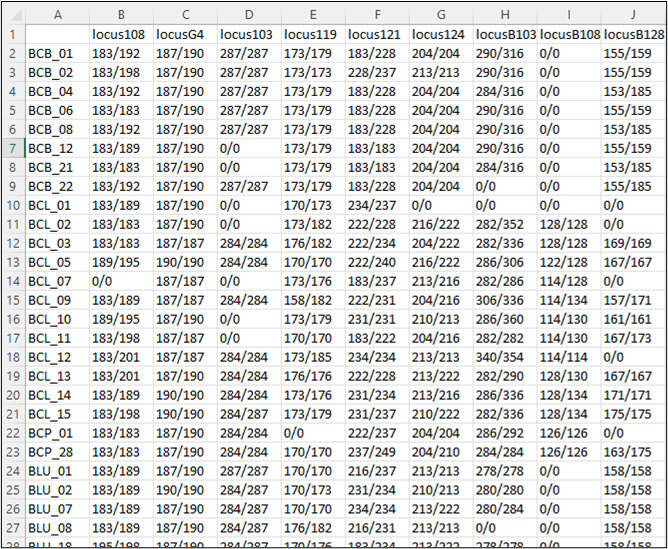 A B C D E F G H I J
1 locus108 locusG4 locus103 locus119 locus121 locus124 locusB103 locusB108 locusB128
2 BCB_01 183/192 187/190 287/287 173/179 183/228 204/204 290/316 0/0 155/159
3 BCB_02 183/198 187/190 287/287 173/173 228/237 213/213 290/316 0/0 155/159
4 BCB_04 183/192 187/190 287/287 173/179 183/228 204/204 284/316 0/0 153/185
5 BCB_06 183/183 187/190 287/287 173/179 183/228 204/204 290/316 0/0 155/159
6 BCB_08 183/192 187/190 287/287 173/179 183/228 204/204 290/316 0/0 153/185
7 BCB_12 183/189 187/190 0/0 173/179 183/183 204/204 290/316 0/0 155/159
8 BCB_21 183/183 187/190 0/0 173/179 183/183 204/204 284/316 0/0 153/185
9 BCB_22 183/192 187/190 287/287 173/179 183/228 204/204 0/0 0/0 155/185
10 BCL_01 183/189 187/190 0/0 170/173 234/237 0/0 0/0 0/0 0/0
11 BCL_02 183/183 187/190 0/0 173/182 222/228 216/222 282/352 128/128 0/0
12 BCL_03 183/183 187/187 284/284 176/182 222/234 204/222 282/336 128/128 169/169
13 BCL_05 189/195 190/190 284/284 170/170 222/240 216/222 286/306 122/128 167/167
14 BCL_07 0/0 187/187 0/0 173/176 183/237 213/216 282/286 114/128 0/0
15 BCL_09 183/189 187/187 284/284 158/182 222/231 204/216 306/336 114/134 157/171
16 BCL_10 189/195 187/190 0/0 173/179 231/231 210/213 286/360 114/130 161/161
17 BCL_11 183/198 187/187 0/0 170/170 183/222 204/216 282/282 114/130 167/173
18 BCL_12 183/201 187/187 284/284 173/185 234/234 213/213 340/354 114/114 0/0
19 BCL_13 183/201 187/190 284/284 176/176 222/228 213/222 282/290 128/130 167/167
20 BCL_14 183/189 190/190 284/284 173/176 231/234 213/216 286/336 128/134 171/171
21 BCL_15 183/198 190/190 284/287 173/179 231/237 210/222 282/336 128/134 175/175
22 BCP_01 183/183 187/190 284/284 0/0 222/237 204/204 286/292 126/126 0/0
23 BCP_28 183/183 187/190 284/284 170/170 237/249 204/210 284/284 126/126 163/175
24 BLU_01 183/189 187/190 287/287 170/170 216/237 213/213 278/278 0/0 158/158
25 BLU_02 183/189 190/190 284/287 170/173 231/234 210/213 280/280 0/0 158/158
26 BLU_07 183/189 187/190 284/287 170/170 234/234 213/222 280/284 0/0 158/158
27 BLU_08 183/189 187/190 284/287 176/182 216/231 213/213 0/0 0/0 158/158
28 BLU_18 195/198 187/190 284/287 170/176 183/234 213/222 278/278 0/0 158/158